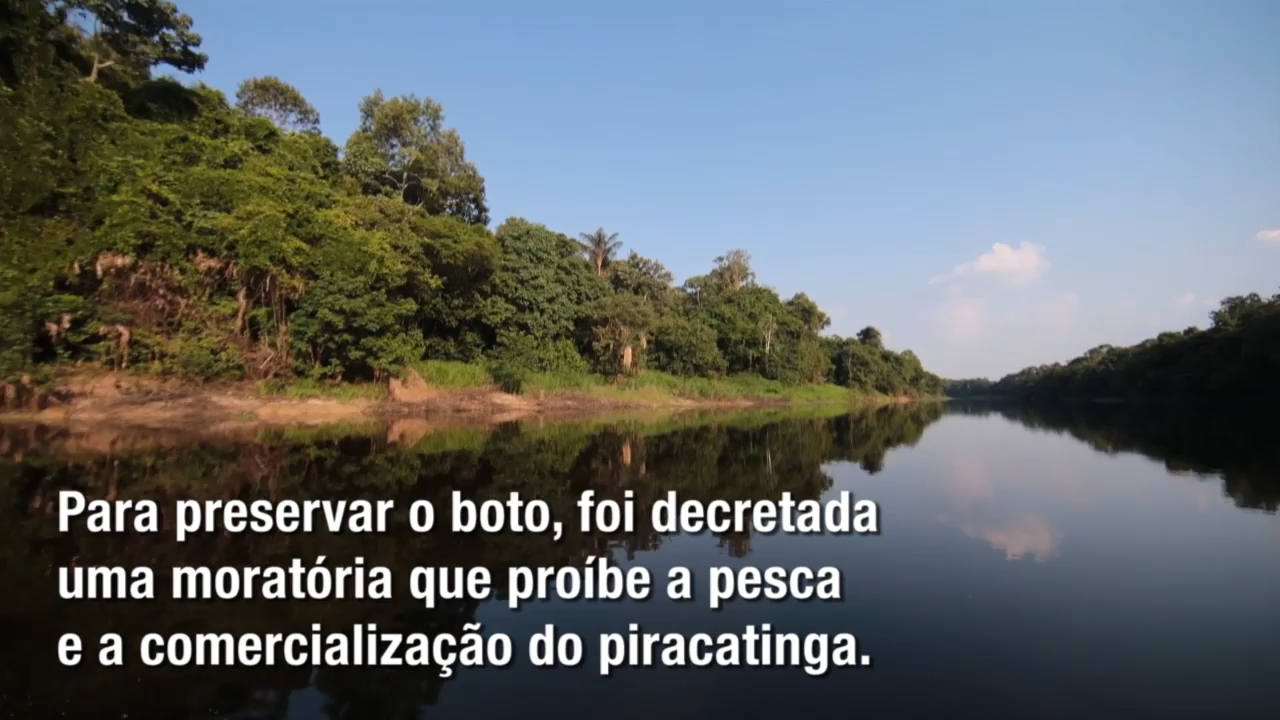 Para preservar o boto, foi decretada
uma moratória que proíbe a pesca
e a comercialização do piracatinga.